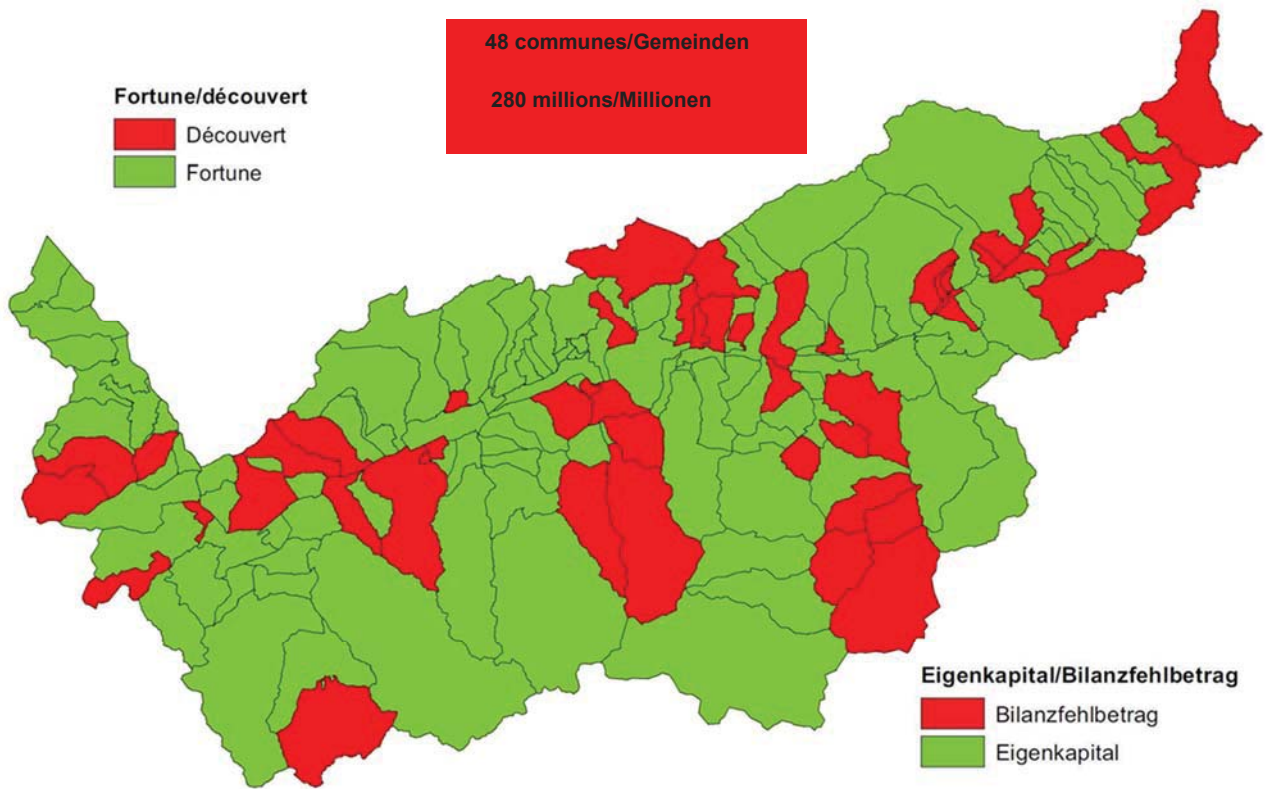 48 communes/Gemeinden
280 millions/Millionen
Fortune/découvert
Découvert
Fortune
Eigenkapital/Bilanzfehlbetrag
Bilanzfehlbetrag
Eigenkapital